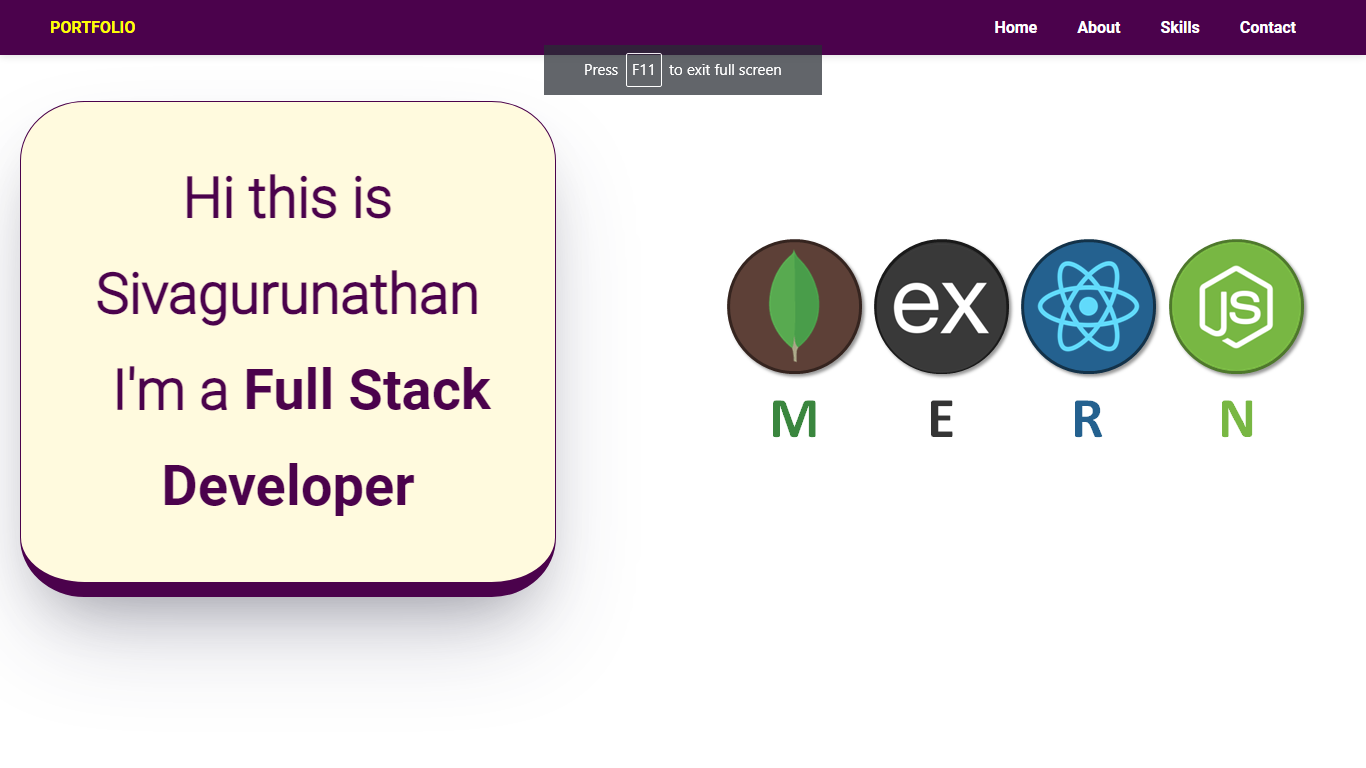 PORTFOLIO Home About Skills Contact
Press F11 to exit full screen
Hi this is
Sivagurunathan
I'm a Full Stack
Developer
ex JS
M E R N